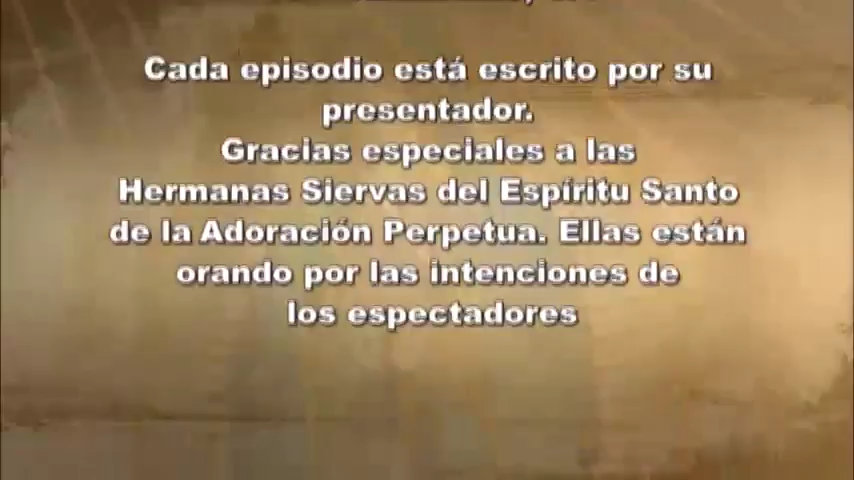 Cada episodio está escrito por su
presentador.
Gracias especiales a las
Hermanas Siervas del Espíritu Santo
de la Adoración Perpetua. Ellas están
orando por las intenciones de
los espectadores